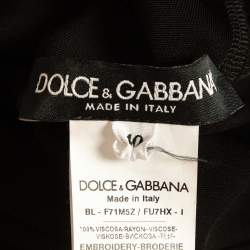 DOLCE & GABBANA
MADE IN ITALY
DOLCE & GABBANA
Made in Italy
BL - F71M5Z / FU7HX - I
100% VISCOSA-RAYON-VISCOSE-
EMBROIDERY-BRODERIE